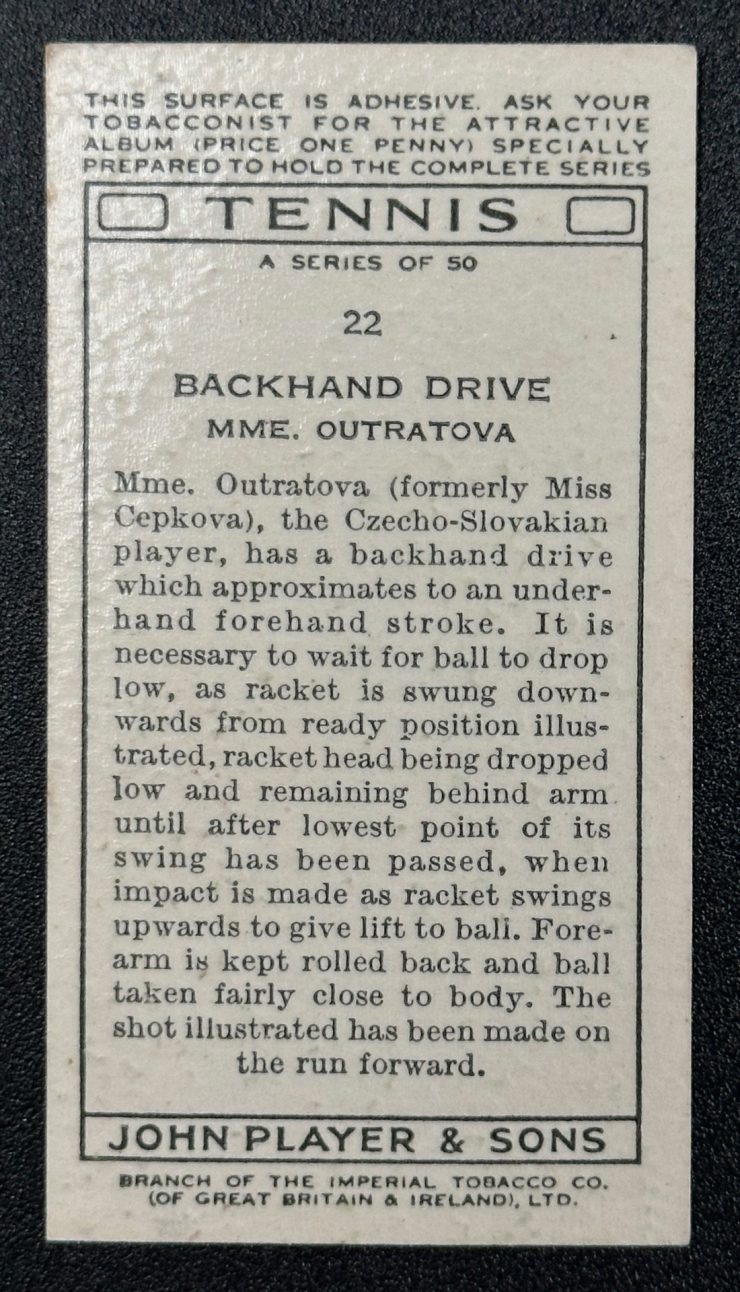 THIS SURFACE IS ADHESIVE. ASK YOUR
TOBACCONIST FOR THE ATTRACTIVE
ALBUM (PRICE ONE PENNY) SPECIALLY
PREPARED TO HOLD THE COMPLETE SERIES
TENNIS
A SERIES OF 50
22
BACKHAND DRIVE
MME. OUTRATOVA
Mme. Outratova (formerly Miss
Cepkova), the Czecho-Slovakian
player, has a backhand drive
which approximates to an under-
hand forehand stroke. It is
necessary to wait for ball to drop
low, as racket is swung down-
wards from ready position illus-
trated, racket head being dropped
low and remaining behind arm
until after lowest point of its
swing has been passed, when
impact is made as racket swings
upwards to give lift to ball. Fore-
arm is kept rolled back and ball
taken fairly close to body. The
shot illustrated has been made on
the run forward.
JOHN PLAYER & SONS
BRANCH OF THE IMPERIAL TOBACCO CO.
(OF GREAT BRITAIN & IRELAND), LTD.